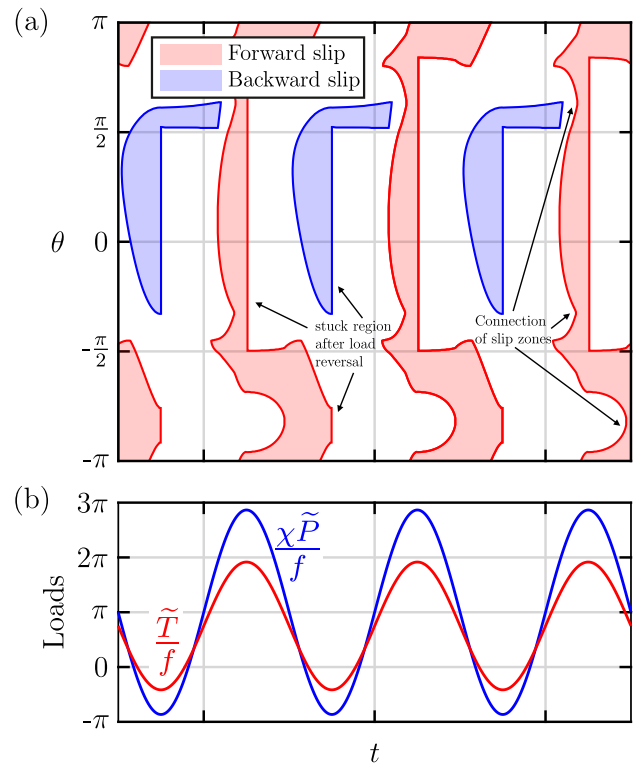 (a)
π
Forward slip
Backward slip
π/2
θ
0
stuck region
after load
reversal
Connection
of slip zones
-π/2
-π
(b)
3π
2π
π
0
-π
Loads
χP̃/f
T̃/f
t